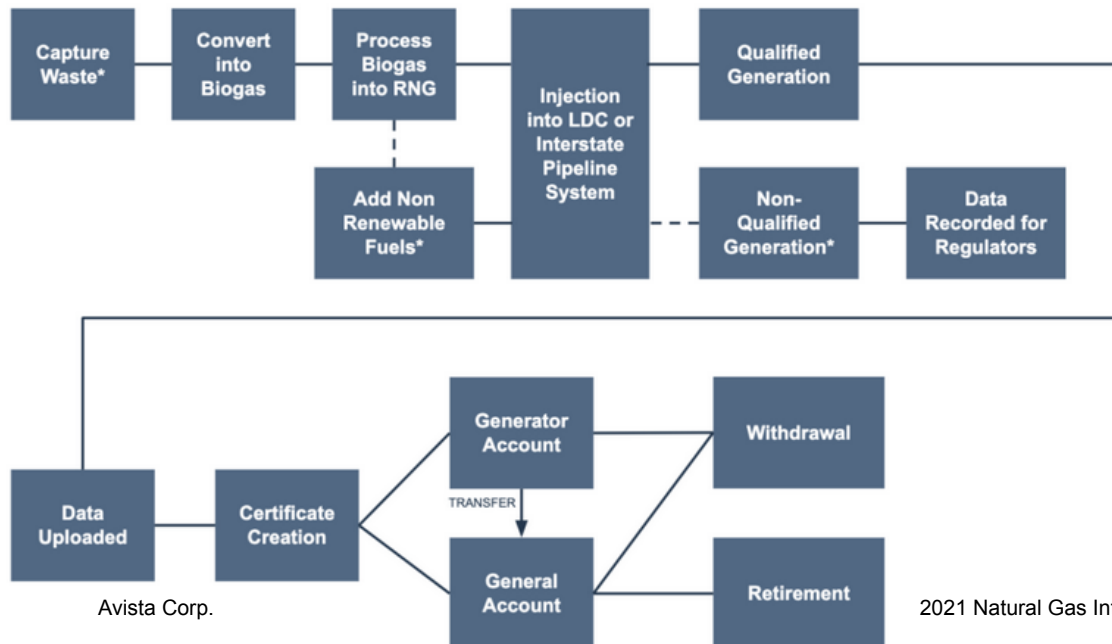 Capture
Waste*
Convert
into
Biogas
Process
Biogas
into RNG
Injection
into LDC or
Interstate
Pipeline
System
Qualified
Generation
Add Non
Renewable
Fuels*
Non-
Qualified
Generation*
Data
Recorded for
Regulators
Data
Uploaded
Certificate
Creation
Generator
Account
TRANSFER
General
Account
Withdrawal
Retirement
Avista Corp.
2021 Natural Gas